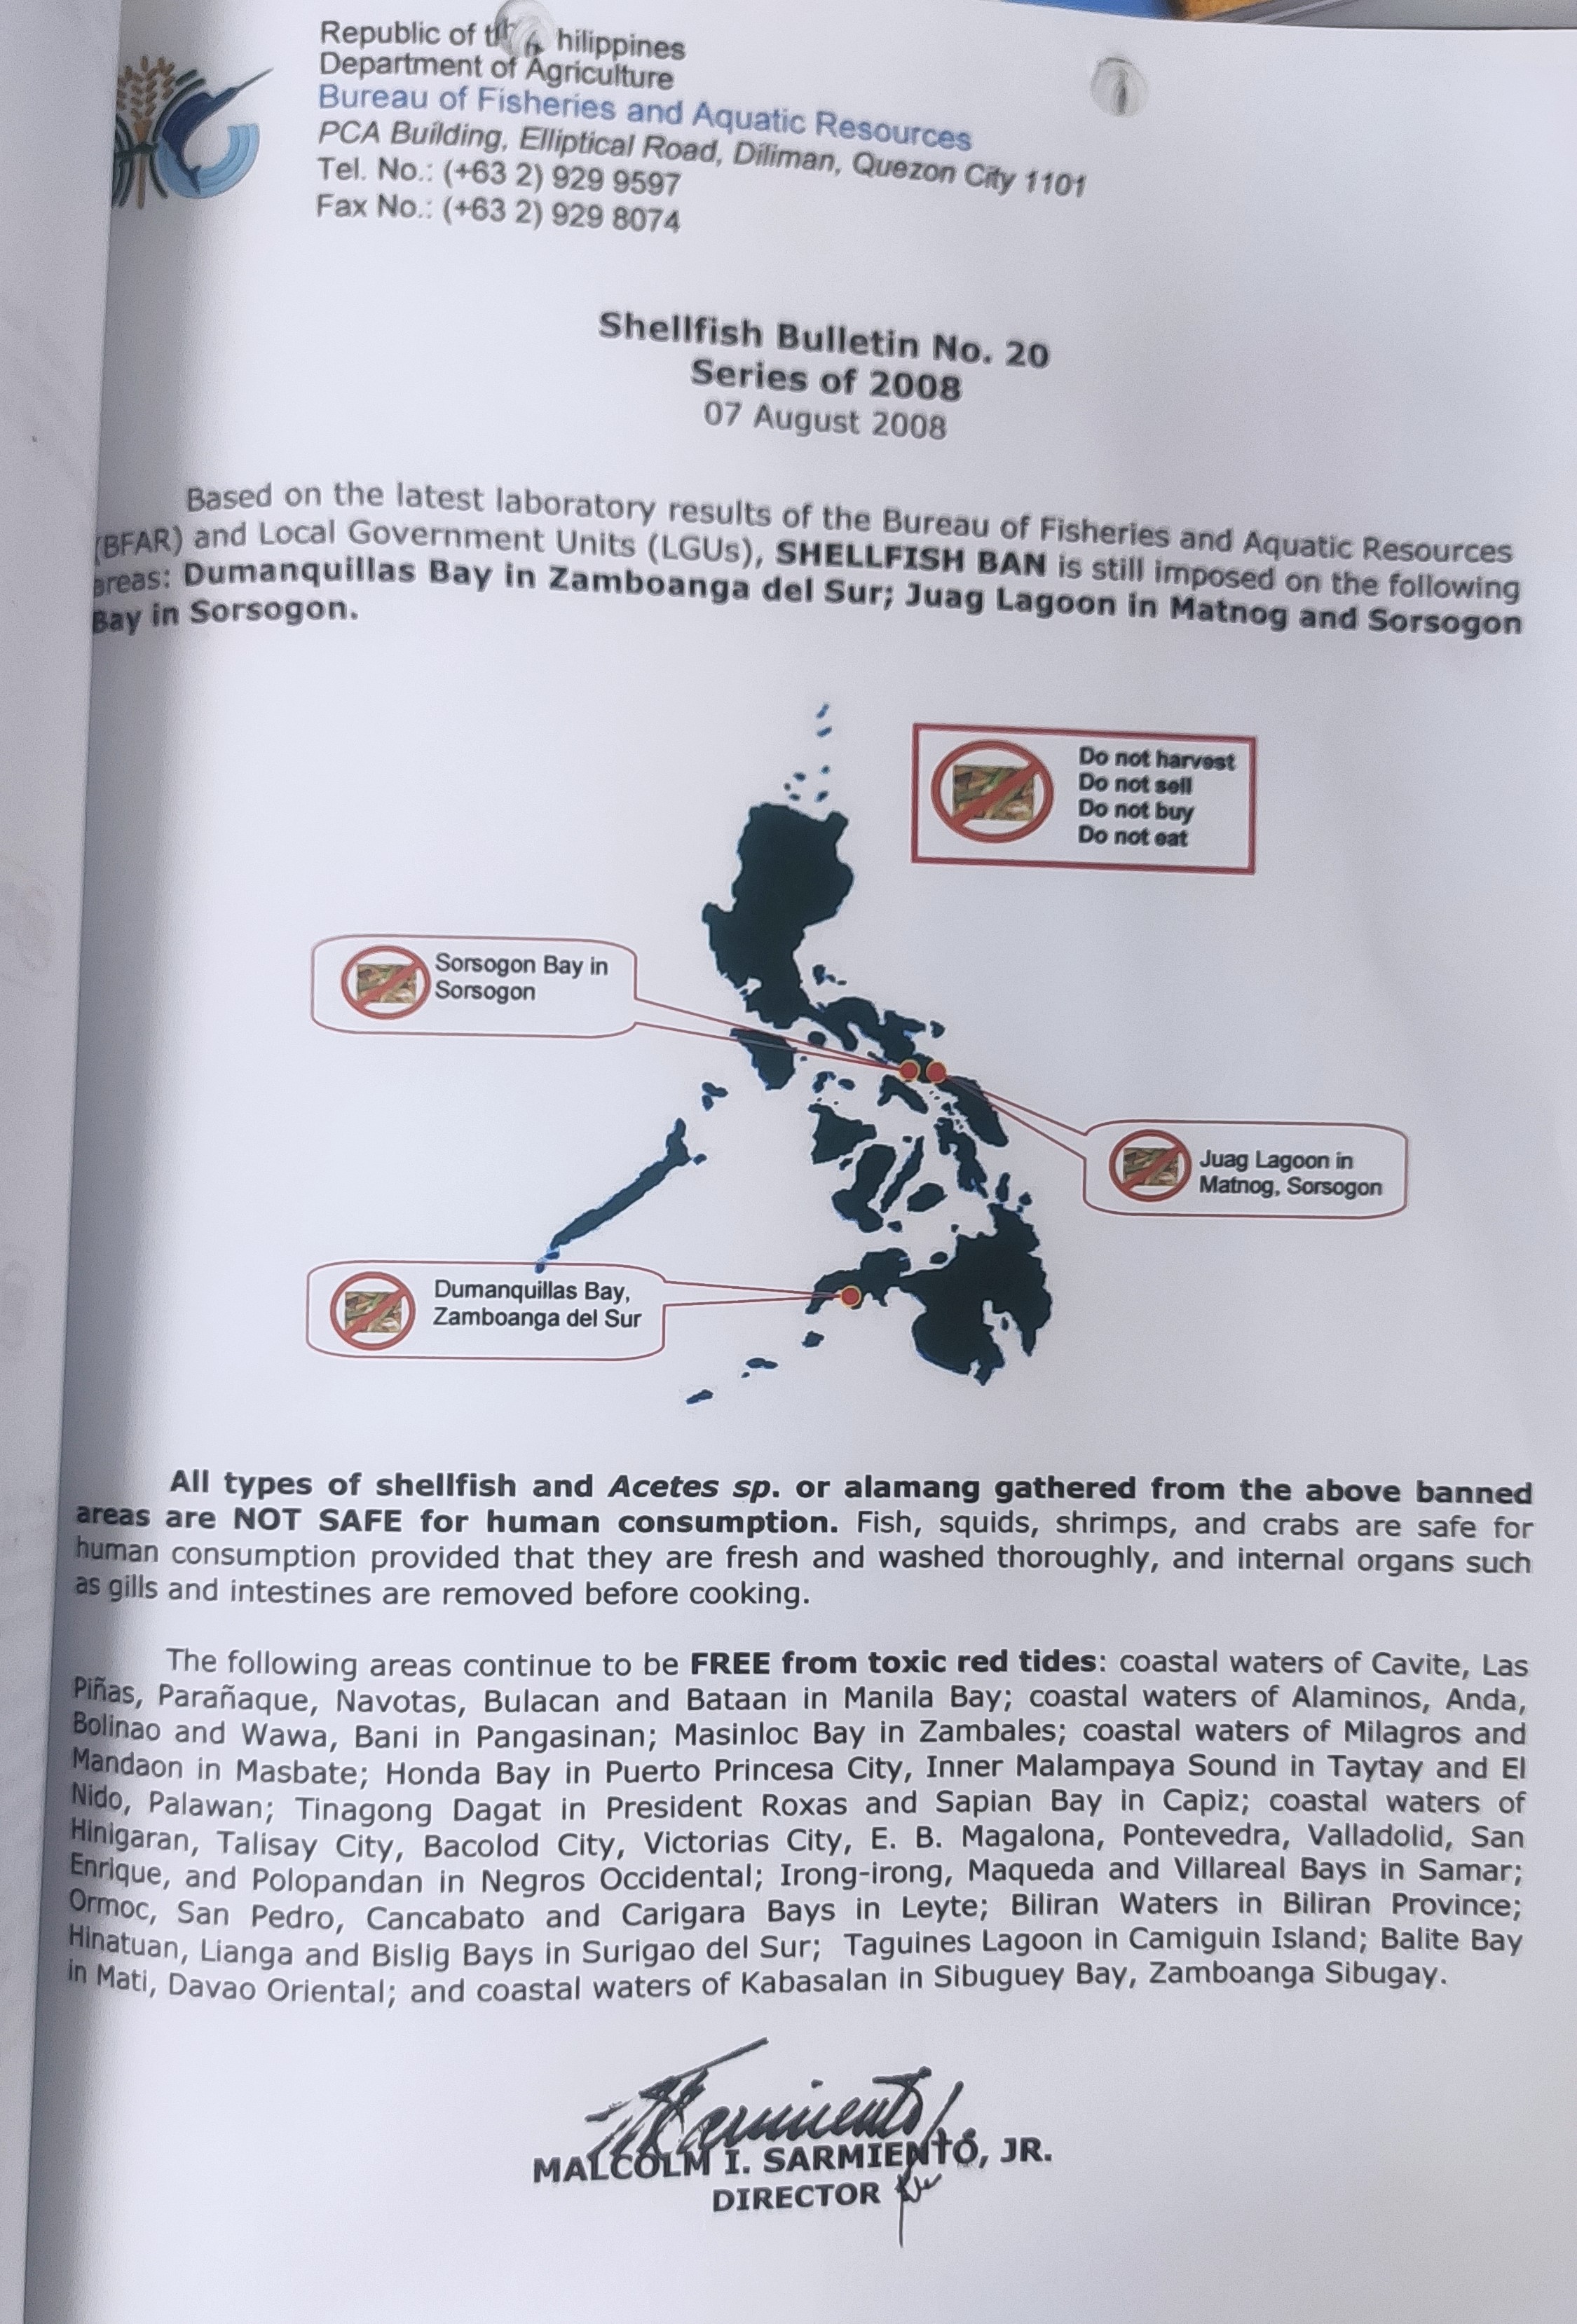 Republic of the Philippines
Department of Agriculture
Bureau of Fisheries and Aquatic Resources
PCA Building, Elliptical Road, Diliman, Quezon City 1101
Tel. No.: (+63 2) 929 9597
Fax No.: (+63 2) 929 8074
Shellfish Bulletin No. 20
Series of 2008
07 August 2008
Based on the latest laboratory results of the Bureau of Fisheries and Aquatic Resources
(BFAR) and Local Government Units (LGUs), SHELLFISH BAN is still imposed on the following
areas: Dumanquillas Bay in Zamboanga del Sur; Juag Lagoon in Matnog and Sorsogon
Bay in Sorsogon.
Do not harvest
Do not sell
Do not buy
Do not eat
Sorsogon Bay in
Sorsogon
Juag Lagoon in
Matnog, Sorsogon
Dumanquillas Bay,
Zamboanga del Sur
All types of shellfish and Acetes sp. or alamang gathered from the above banned
areas are NOT SAFE for human consumption. Fish, squids, shrimps, and crabs are safe for
human consumption provided that they are fresh and washed thoroughly, and internal organs such
as gills and intestines are removed before cooking.
The following areas continue to be FREE from toxic red tides: coastal waters of Cavite, Las
Piñas, Parañaque, Navotas, Bulacan and Bataan in Manila Bay; coastal waters of Alaminos, Anda,
Bolinao and Wawa, Bani in Pangasinan; Masinloc Bay in Zambales; coastal waters of Milagros and
Mandaon in Masbate; Honda Bay in Puerto Princesa City, Inner Malampaya Sound in Taytay and El
Nido, Palawan; Tinagong Dagat in President Roxas and Sapian Bay in Capiz; coastal waters of
Hinigaran, Talisay City, Bacolod City, Victorias City, E. B. Magalona, Pontevedra, Valladolid, San
Enrique, and Polopandan in Negros Occidental; Irong-irong, Maqueda and Villareal Bays in Samar;
Ormoc, San Pedro, Cancabato and Carigara Bays in Leyte; Biliran Waters in Biliran Province;
Hinatuan, Lianga and Bislig Bays in Surigao del Sur; Taguines Lagoon in Camiguin Island; Balite Bay
in Mati, Davao Oriental; and coastal waters of Kabasalan in Sibuguey Bay, Zamboanga Sibugay.
MALCOLM I. SARMIENTO, JR.
DIRECTOR